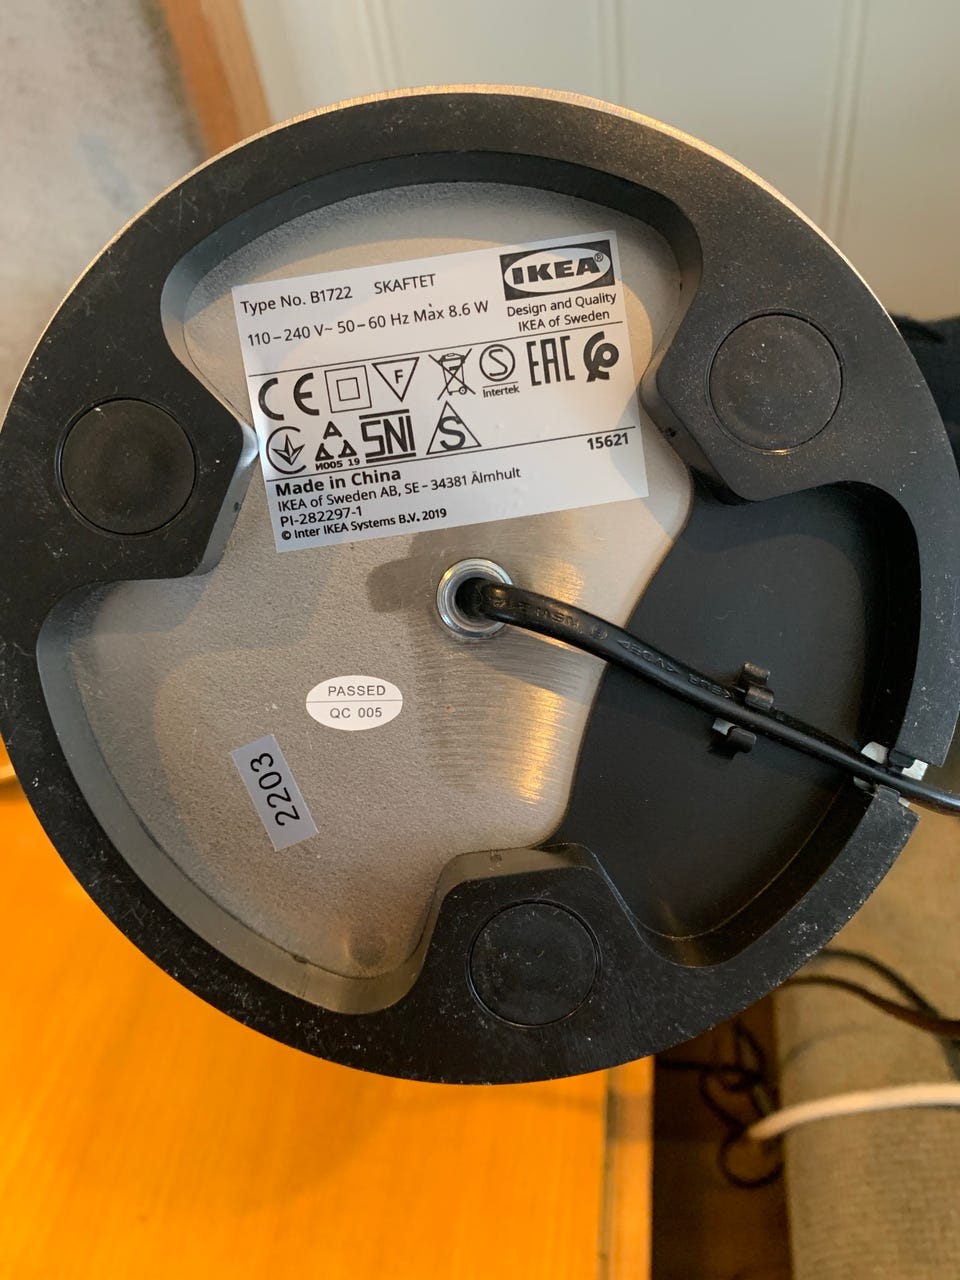 Type No. B1722 SKAFTET
IKEA®
110-240 V~ 50-60 Hz Max 8.6 W
Design and Quality
IKEA of Sweden
CE F S EAC
Intertek
И005 19 SNI S
15621
Made in China
IKEA of Sweden AB, SE-34381 Älmhult
PI-282297-1
© Inter IKEA Systems B.V. 2019
PASSED
QC 005
2203